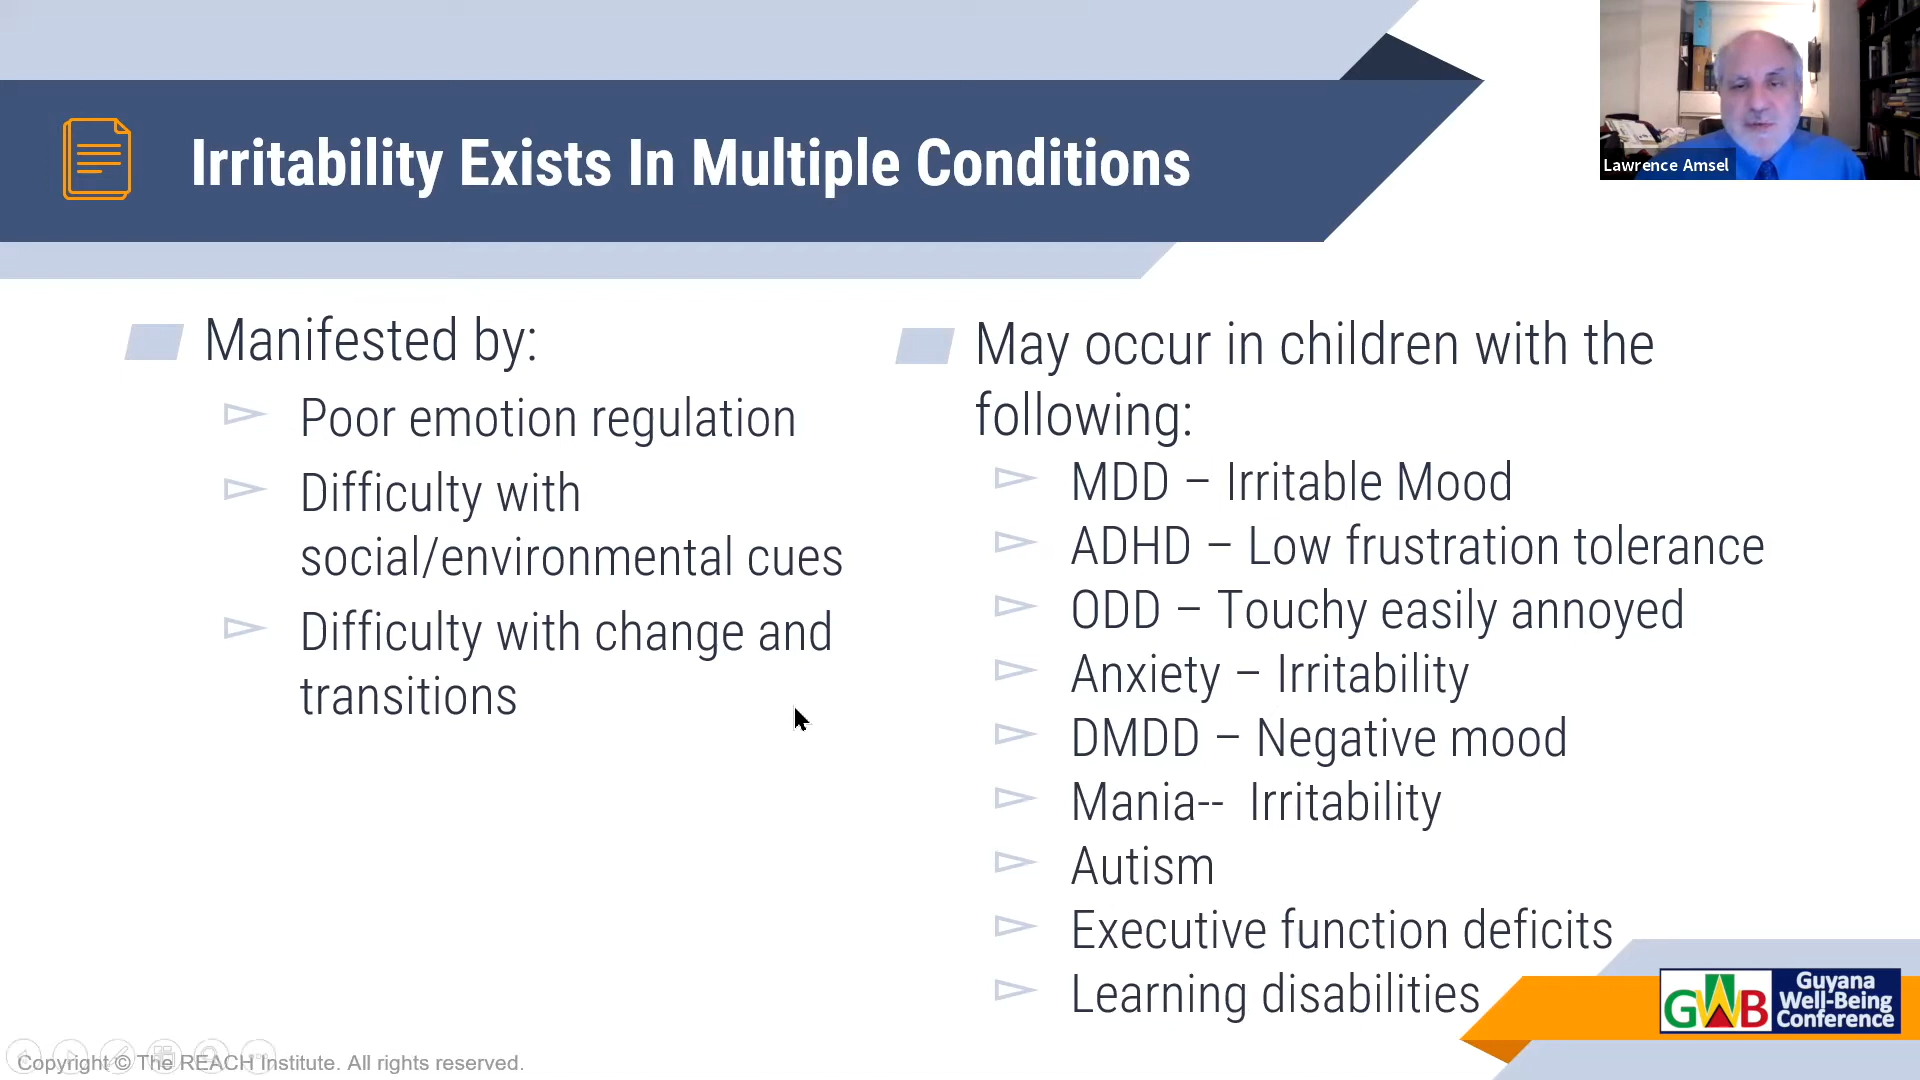 Irritability Exists In Multiple Conditions
Lawrence Amsel
Manifested by:
Poor emotion regulation
Difficulty with
social/environmental cues
Difficulty with change and
transitions
May occur in children with the
following:
MDD – Irritable Mood
ADHD – Low frustration tolerance
ODD – Touchy easily annoyed
Anxiety – Irritability
DMDD – Negative mood
Mania-- Irritability
Autism
Executive function deficits
Learning disabilities
GWB
Guyana
Well-Being
Conference
Copyright © The REACH Institute. All rights reserved.